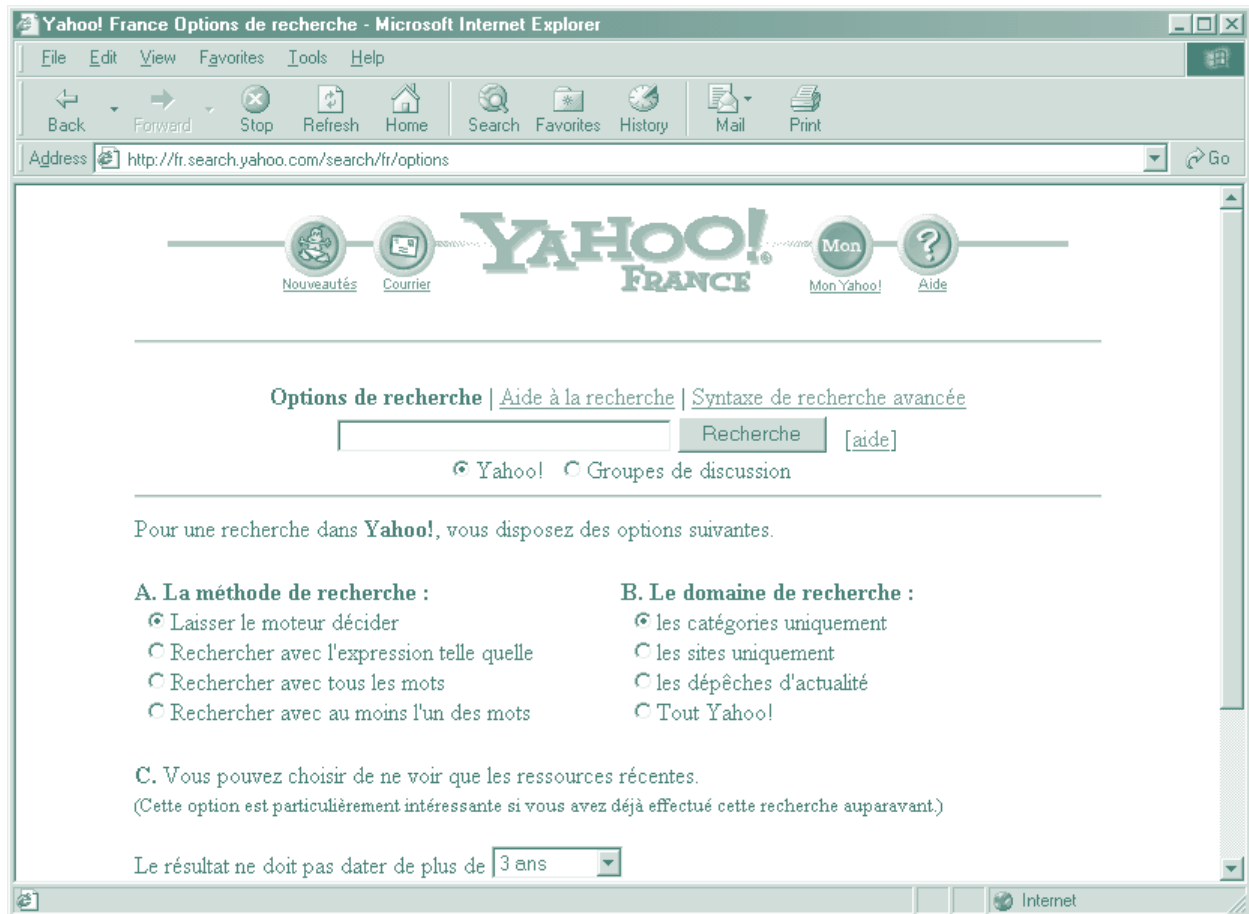 Yahoo! France Options de recherche - Microsoft Internet Explorer
File Edit View Favorites Tools Help
Back Forward Stop Refresh Home Search Favorites History Mail Print
Address http://fr.search.yahoo.com/search/fr/options Go
YAHOO! FRANCE
Mon
Nouveautés Courrier Mon Yahoo! Aide
Options de recherche | Aide à la recherche | Syntaxe de recherche avancée
Recherche [aide]
Yahoo! Groupes de discussion
Pour une recherche dans Yahoo!, vous disposez des options suivantes.
A. La méthode de recherche :
Laisser le moteur décider
Rechercher avec l'expression telle quelle
Rechercher avec tous les mots
Rechercher avec au moins l'un des mots
B. Le domaine de recherche :
les catégories uniquement
les sites uniquement
les dépêches d'actualité
Tout Yahoo!
C. Vous pouvez choisir de ne voir que les ressources récentes.
(Cette option est particulièrement intéressante si vous avez déjà effectué cette recherche auparavant.)
Le résultat ne doit pas dater de plus de 3 ans
Internet